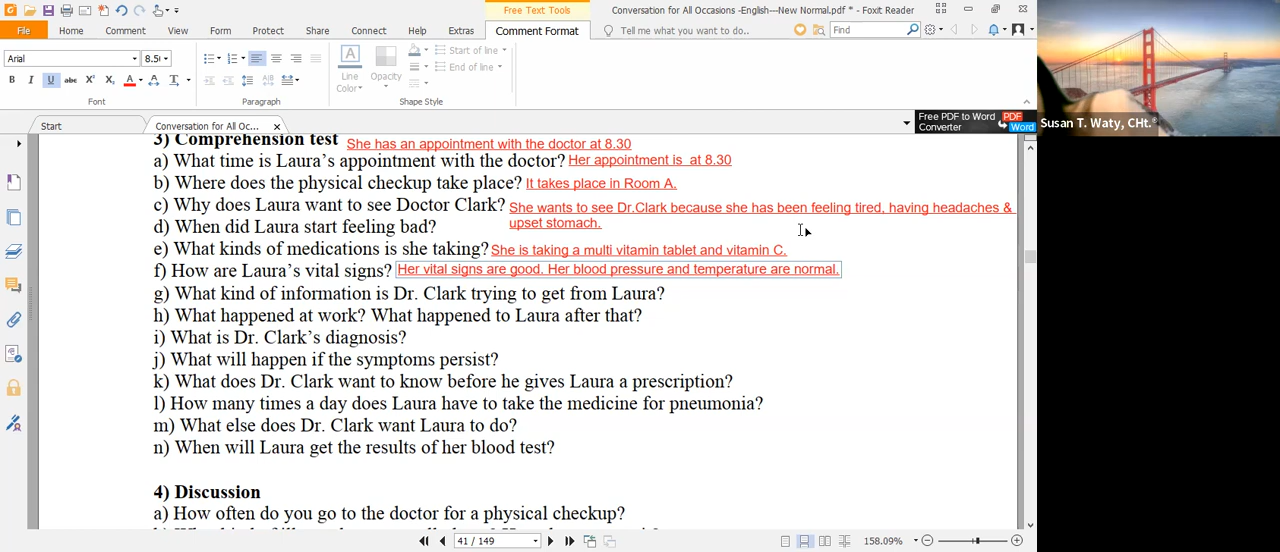 Free Text Tools
Conversation for All Occasions -English---New Normal.pdf * - Foxit Reader
File Home Comment View Form Protect Share Connect Help Extras Comment Format Tell me what you want to do.. Find
Arial 8.5
B I U abc X² X₂ A T
Font
Paragraph
Line Color
Opacity
Start of line
End of line
Shape Style
Start
Conversation for All Oc...
Free PDF to Word Converter
PDF
Word
Susan T. Waty, CHt.®
3) Comprehension test She has an appointment with the doctor at 8.30
a) What time is Laura's appointment with the doctor? Her appointment is at 8.30
b) Where does the physical checkup take place? It takes place in Room A.
c) Why does Laura want to see Doctor Clark? She wants to see Dr.Clark because she has been feeling tired, having headaches &
upset stomach.
d) When did Laura start feeling bad?
e) What kinds of medications is she taking? She is taking a multi vitamin tablet and vitamin C.
f) How are Laura's vital signs? Her vital signs are good. Her blood pressure and temperature are normal.
g) What kind of information is Dr. Clark trying to get from Laura?
h) What happened at work? What happened to Laura after that?
i) What is Dr. Clark's diagnosis?
j) What will happen if the symptoms persist?
k) What does Dr. Clark want to know before he gives Laura a prescription?
l) How many times a day does Laura have to take the medicine for pneumonia?
m) What else does Dr. Clark want Laura to do?
n) When will Laura get the results of her blood test?
4) Discussion
a) How often do you go to the doctor for a physical checkup?
41 / 149
158.09%